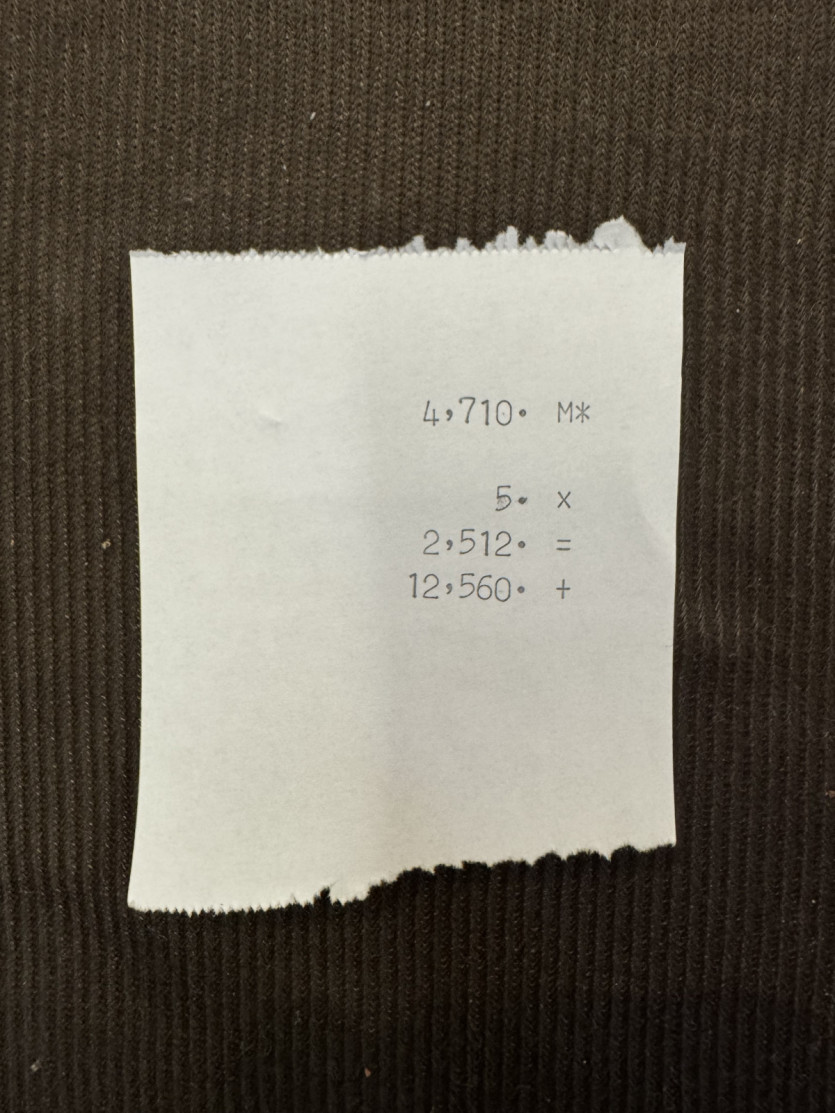 4,710. M*
5. x
2,512. =
12,560. +